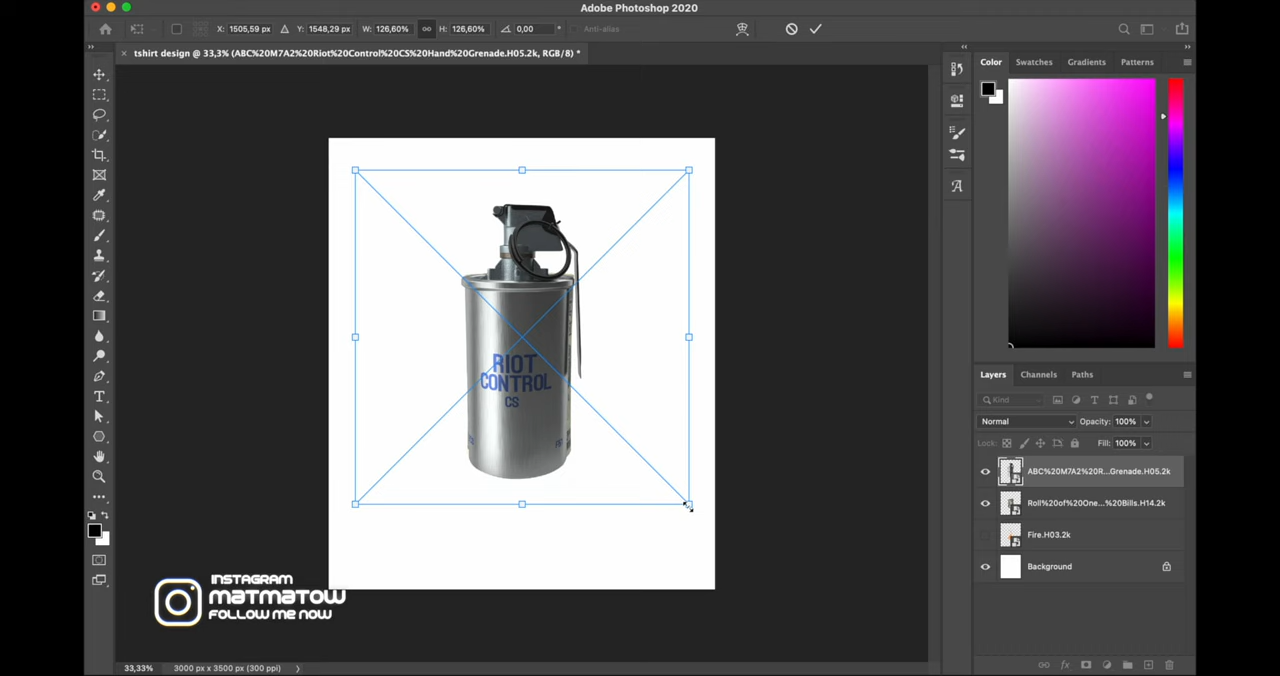 Adobe Photoshop 2020
X: 1505,59 px Y: 1548,29 px W: 126,60% H: 126,60% 0,00 ° Anti-alias
tshirt design @ 33,3% (ABC%20M7A2%20Riot%20Control%20CS%20Hand%20Grenade.H05.2k, RGB/8) *
Color Swatches Gradients Patterns
RIOT
CONTROL
CS
Layers Channels Paths
Kind
Normal Opacity: 100%
Lock: Fill: 100%
ABC%20M7A2%20R...Grenade.H05.2k
Roll%20of%20One...%20Bills.H14.2k
Fire.H03.2k
Background
INSTAGRAM
MATMATOW
FOLLOW ME NOW
33,33% 3000 px x 3500 px (300 ppi)